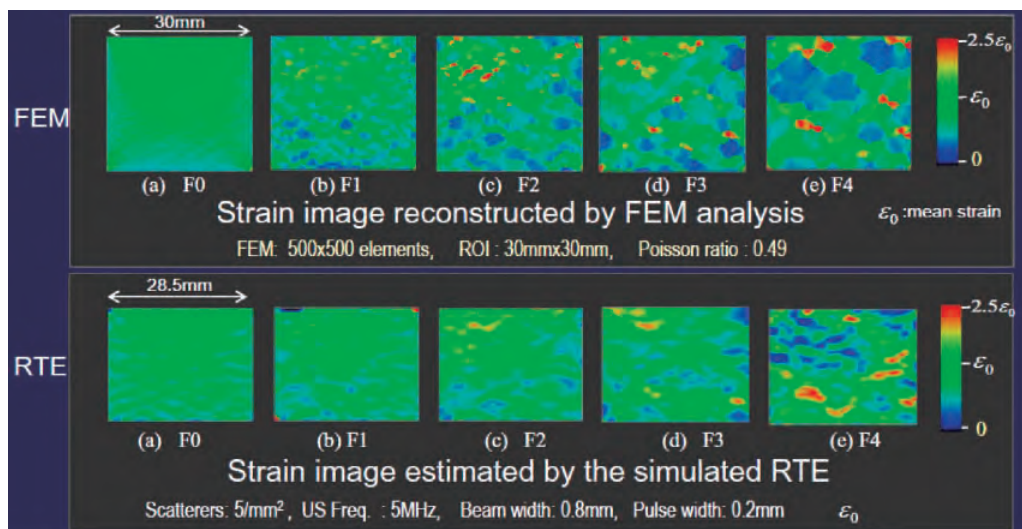 30mm
FEM
2.5ε₀
ε₀
0
(a) F0
(b) F1
(c) F2
(d) F3
(e) F4
Strain image reconstructed by FEM analysis
ε₀ :mean strain
FEM: 500x500 elements, ROI : 30mmx30mm, Poisson ratio : 0.49
28.5mm
RTE
2.5ε₀
ε₀
0
(a) F0
(b) F1
(c) F2
(d) F3
(e) F4
Strain image estimated by the simulated RTE
Scatterers: 5/mm², US Freq. : 5MHz, Beam width: 0.8mm, Pulse width: 0.2mm ε₀